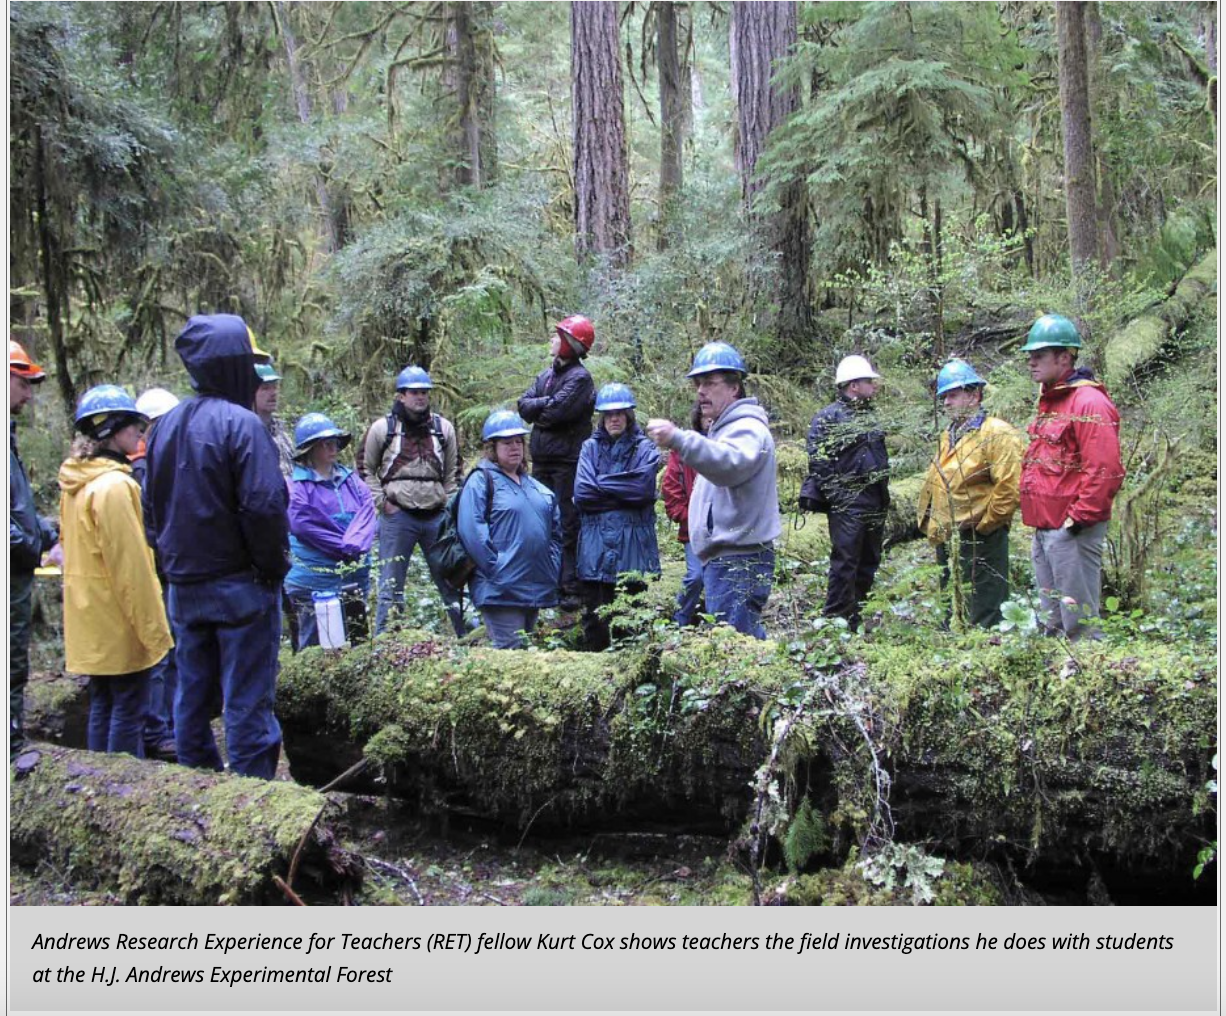 Andrews Research Experience for Teachers (RET) fellow Kurt Cox shows teachers the field investigations he does with students
at the H.J. Andrews Experimental Forest